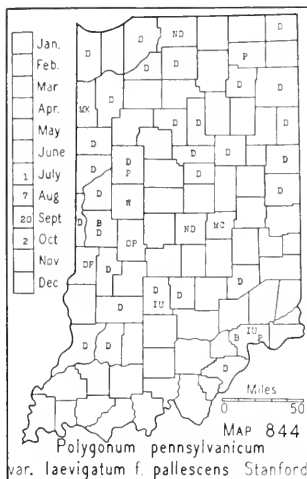 Jan.
Feb.
Mar
Apr.
May
June
1 July
7 Aug
20 Sept
2 Oct
Nov
Dec
D D ND D
D D P
MK D D D D D
D D D D
D D P D D
W D
D B D ND MC
DP
DP D
D IU D D
D D IU B P
D
Miles
0 50
MAP 844
Polygonum pennsylvanicum
var. laevigatum f. pallescens Stanford